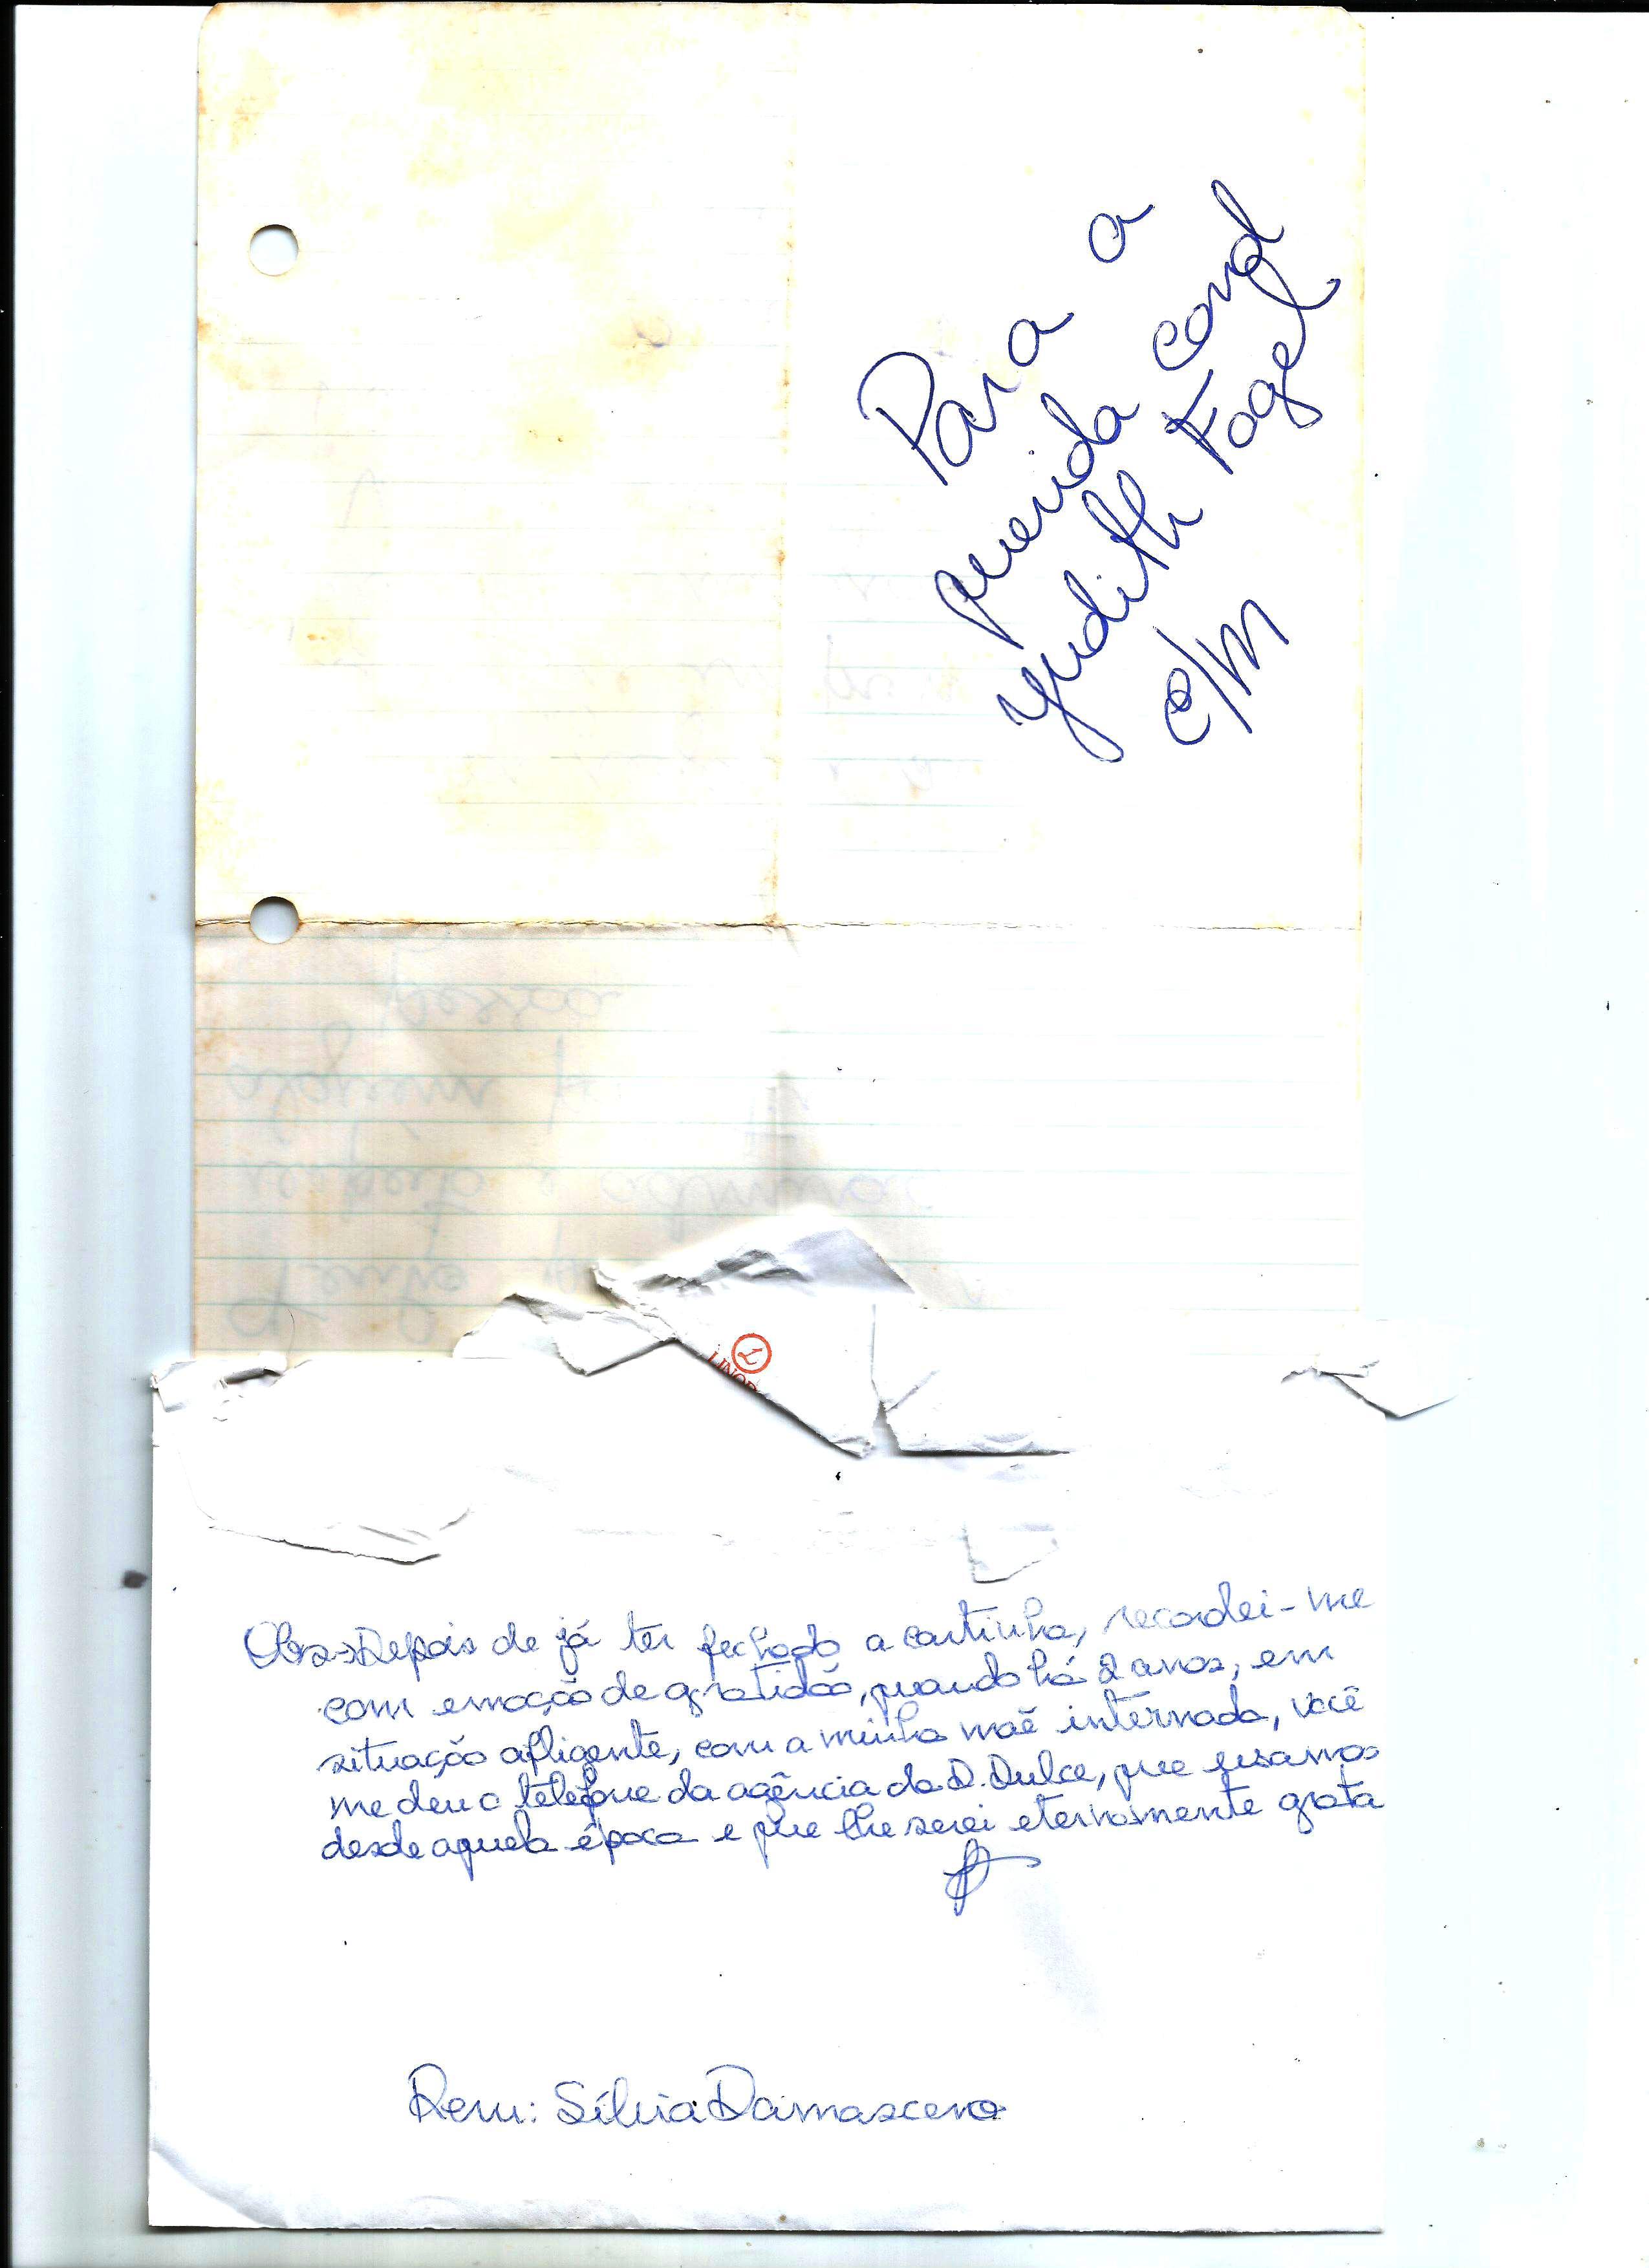 Para a
querida cond
Yudith Fogel
e/m
LINOR
Obs→Depois de já ter fechado a cartinha, recordei-me
com emoção de gratidão, quando há 2 anos, em
situação afligente, com a minha mãe internada, você
me deu o telefone da agência da D. Dulce, que usamos
desde aquela época e que lhe serei eternamente grata
Rem: Sílvia Damasceno